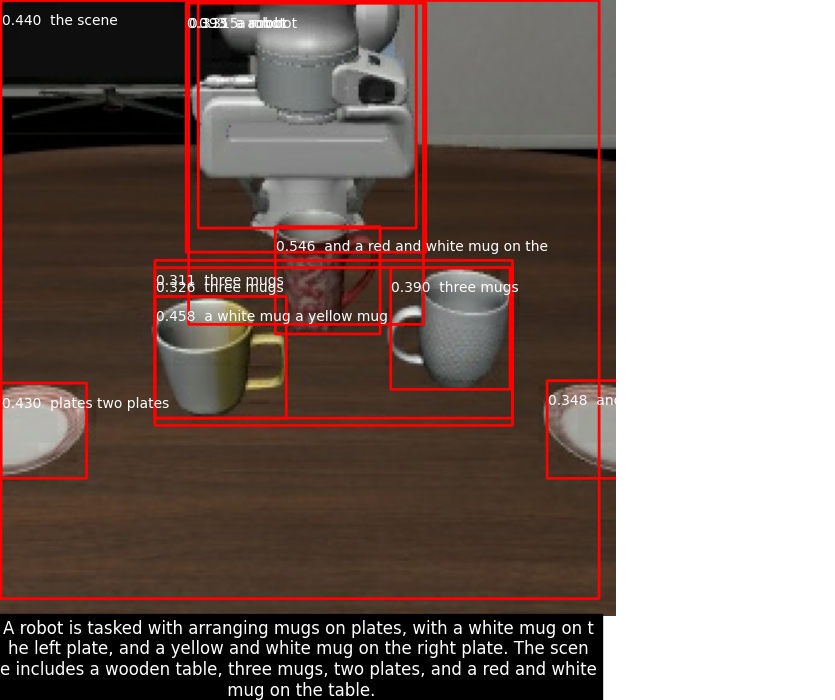 0.440 the scene
a robot
0.546 and a red and white mug on the
0.311 three mugs
0.326 three mugs
0.390 three mugs
0.458 a white mug a yellow mug
0.430 plates two plates
0.348 and
A robot is tasked with arranging mugs on plates, with a white mug on t
he left plate, and a yellow and white mug on the right plate. The scen
e includes a wooden table, three mugs, two plates, and a red and white
mug on the table.